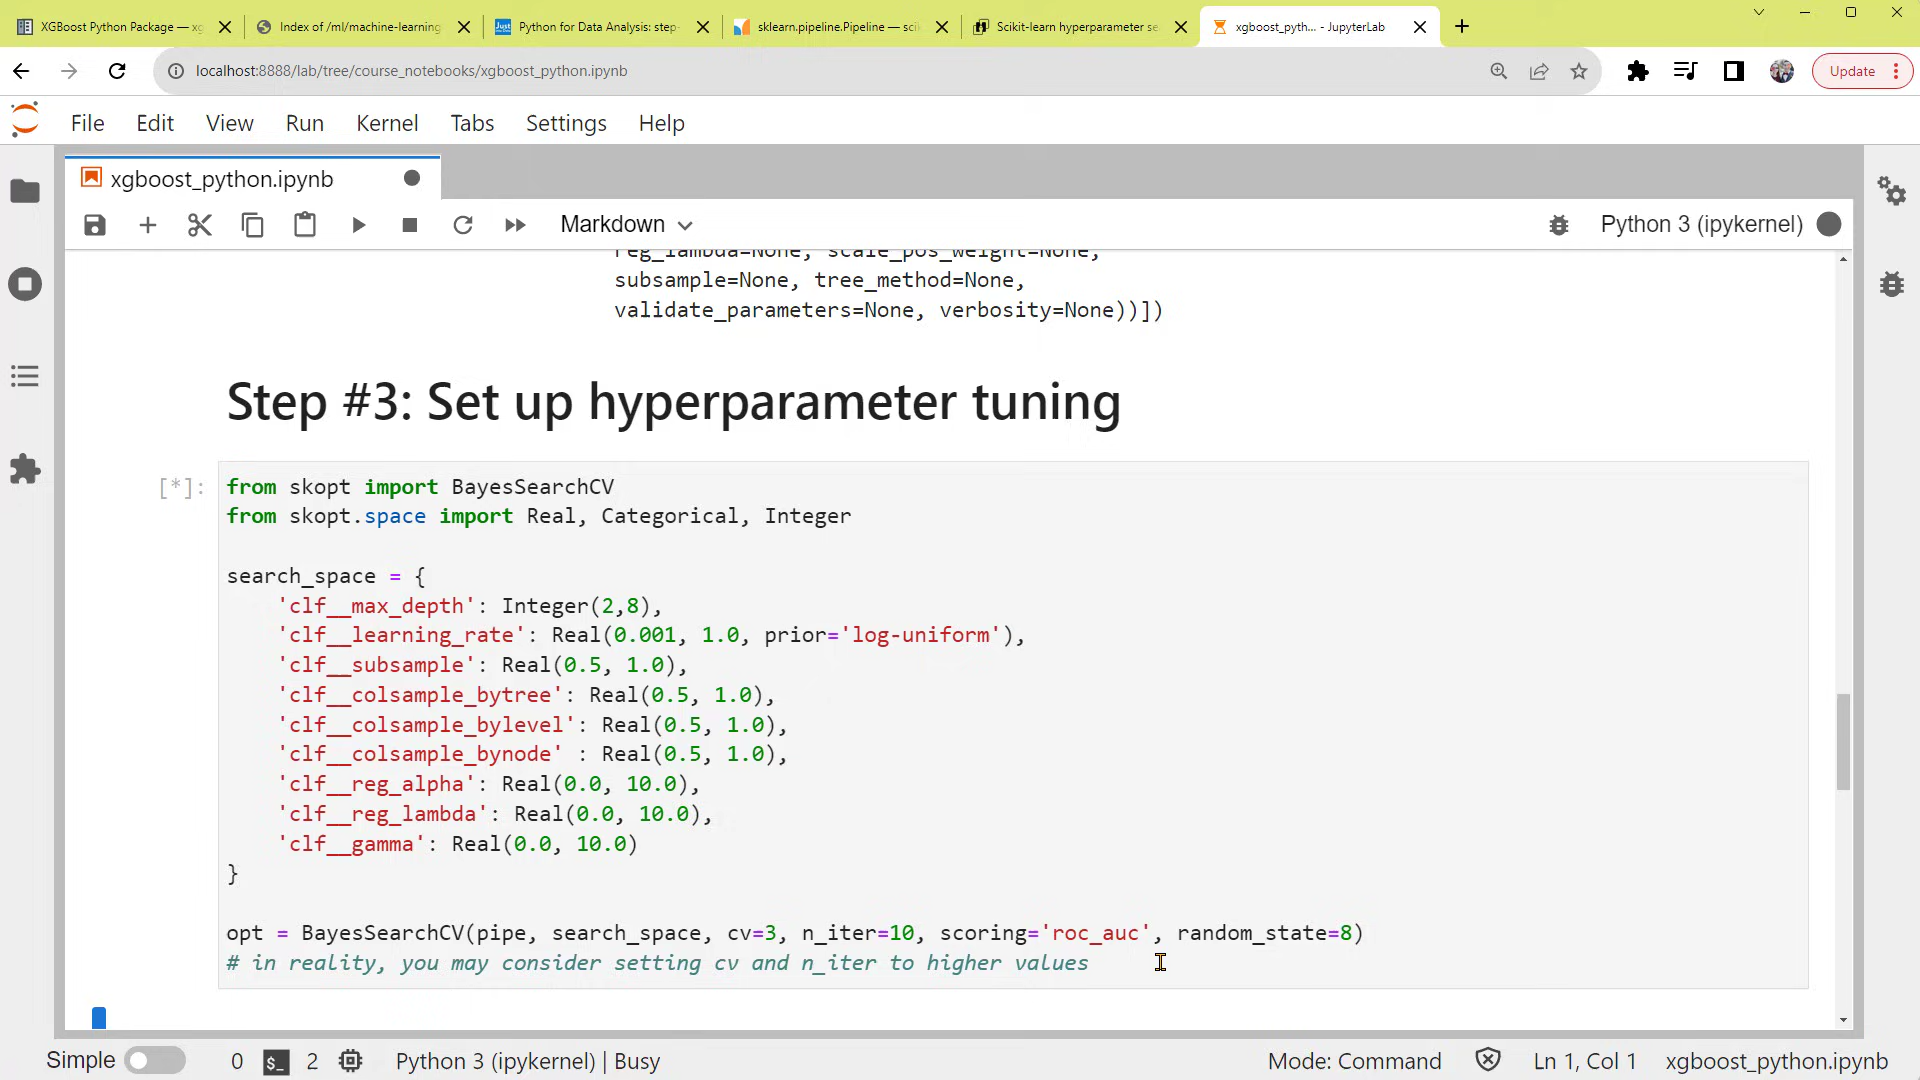 XGBoost Python Package — xg
Index of /ml/machine-learning
Python for Data Analysis: step-
sklearn.pipeline.Pipeline — sci
Scikit-learn hyperparameter se
xgboost_pyth... - JupyterLab
localhost:8888/lab/tree/course_notebooks/xgboost_python.ipynb
Update
File Edit View Run Kernel Tabs Settings Help
xgboost_python.ipynb
Markdown
Python 3 (ipykernel)
reg_lambda=None, scale_pos_weight=None,
subsample=None, tree_method=None,
validate_parameters=None, verbosity=None))])
Step #3: Set up hyperparameter tuning
[*]:
from skopt import BayesSearchCV
from skopt.space import Real, Categorical, Integer
search_space = {
'clf__max_depth': Integer(2,8),
'clf__learning_rate': Real(0.001, 1.0, prior='log-uniform'),
'clf__subsample': Real(0.5, 1.0),
'clf__colsample_bytree': Real(0.5, 1.0),
'clf__colsample_bylevel': Real(0.5, 1.0),
'clf__colsample_bynode' : Real(0.5, 1.0),
'clf__reg_alpha': Real(0.0, 10.0),
'clf__reg_lambda': Real(0.0, 10.0),
'clf__gamma': Real(0.0, 10.0)
}
opt = BayesSearchCV(pipe, search_space, cv=3, n_iter=10, scoring='roc_auc', random_state=8)
# in reality, you may consider setting cv and n_iter to higher values
Simple 0 $_ 2 Python 3 (ipykernel) | Busy Mode: Command Ln 1, Col 1 xgboost_python.ipynb